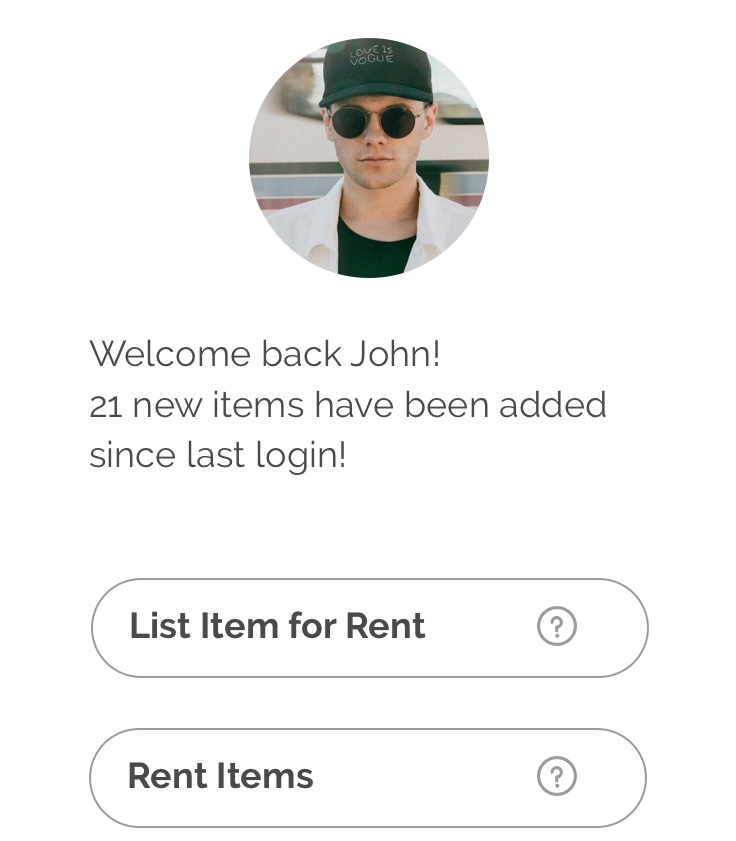 LOVE IS
VOGUE
Welcome back John!
21 new items have been added
since last login!
List Item for Rent ?
Rent Items ?